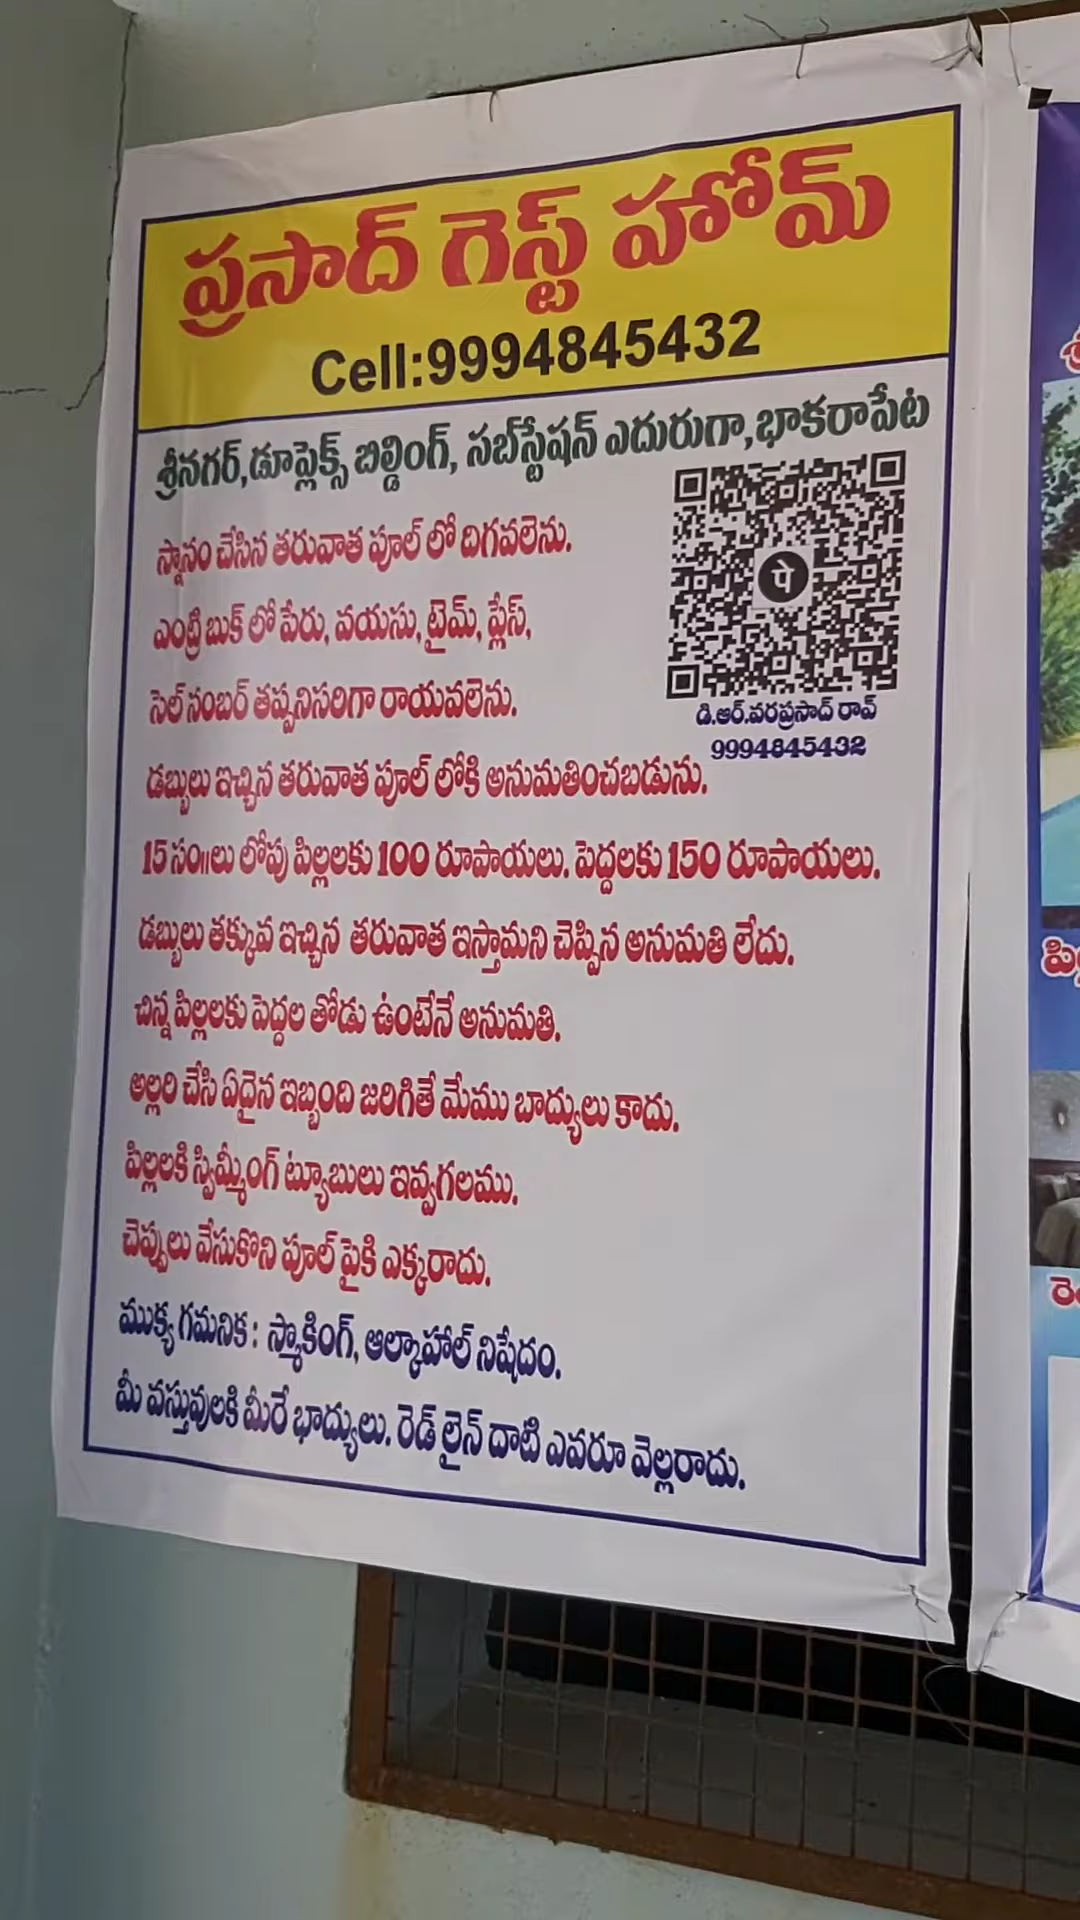 ప్రసాద్ గెస్ట్ హోమ్
Cell:9994845432
శ్రీనగర్,డూప్లెక్స్ బిల్డింగ్, సబ్‌స్టేషన్ ఎదురుగా,భాకరాపేట
స్నానం చేసిన తరువాత పూల్ లో దిగవలెను.
ఎంట్రి బుక్ లో పేరు, వయసు, టైమ్, ప్లేస్,
సెల్ నంబర్ తప్పనిసరిగా రాయవలెను.
డి.ఆర్.వరప్రసాద్ రావ్
9994845432
డబ్బులు ఇచ్చిన తరువాత పూల్ లోకి అనుమతించబడును.
15 సం॥లు లోపు పిల్లలకు 100 రూపాయలు. పెద్దలకు 150 రూపాయలు.
డబ్బులు తక్కువ ఇచ్చిన తరువాత ఇస్తామని చెప్పిన అనుమతి లేదు.
చిన్న పిల్లలకు పెద్దల తోడు ఉంటేనే అనుమతి.
అల్లరి చేసి ఏదైన ఇబ్బంది జరిగితే మేము బాద్యులు కాదు.
పిల్లలకి స్విమ్మింగ్ ట్యూబులు ఇవ్వగలము.
చెప్పులు వేసుకొని పూల్ పైకి ఎక్కరాదు.
ముక్య గమనిక : స్మోకింగ్, ఆల్కాహాల్ నిషేదం.
మీ వస్తువులకి మీరే భాద్యులు. రెడ్ లైన్ దాటి ఎవరూ వెల్లరాదు.